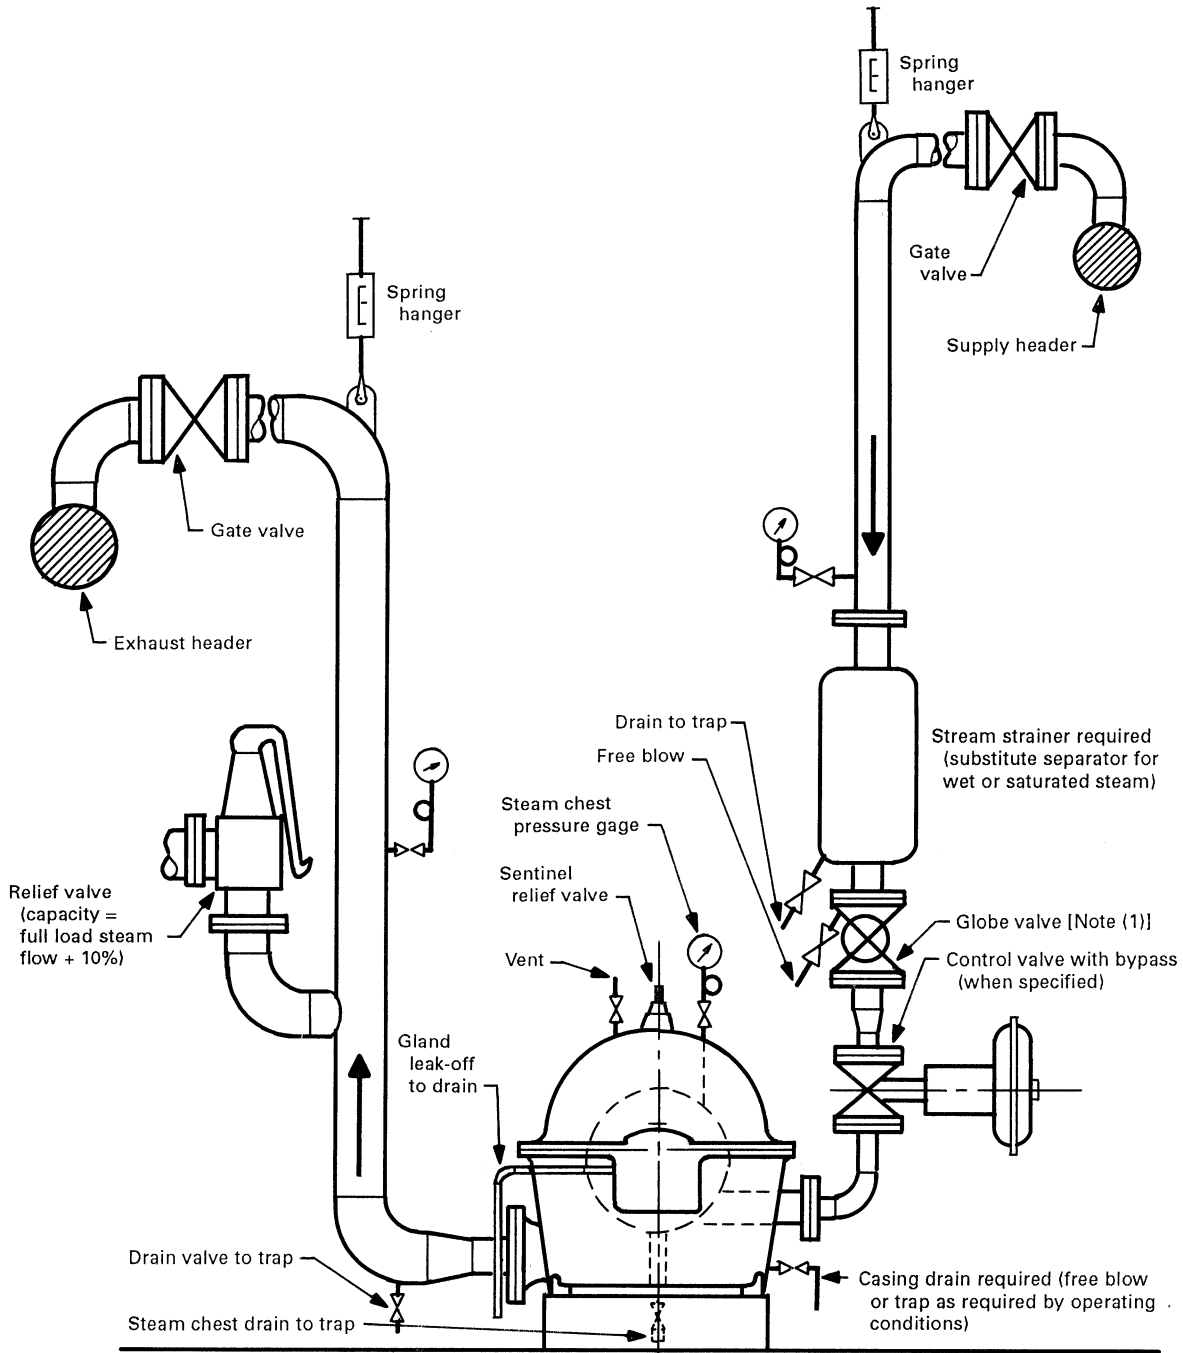 Spring
hanger
Gate
valve
Supply header
Spring
hanger
Gate valve
Exhaust header
Drain to trap
Free blow
Stream strainer required
(substitute separator for
wet or saturated steam)
Steam chest
pressure gage
Sentinel
relief valve
Relief valve
(capacity =
full load steam
flow + 10%)
Globe valve [Note (1)]
Control valve with bypass
(when specified)
Vent
Gland
leak-off
to drain
Drain valve to trap
Steam chest drain to trap
Casing drain required (free blow
or trap as required by operating
conditions)